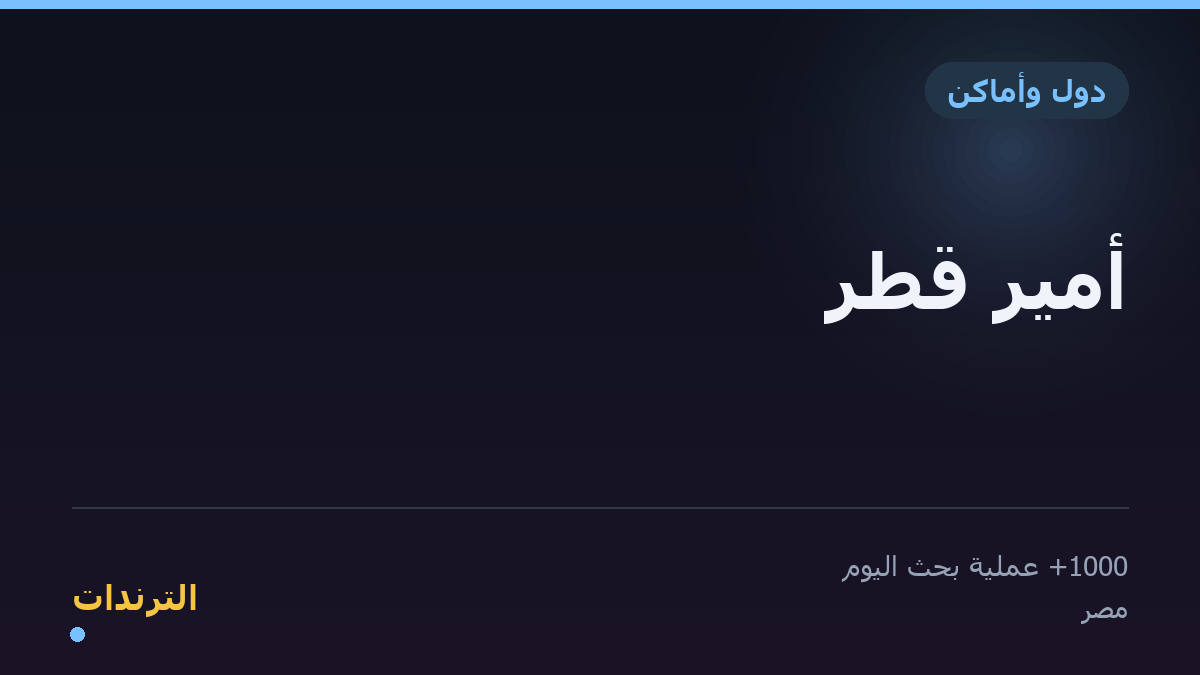 دول وأماكن
أمير قطر
1000+ عملية بحث اليوم
مصر
الترندات